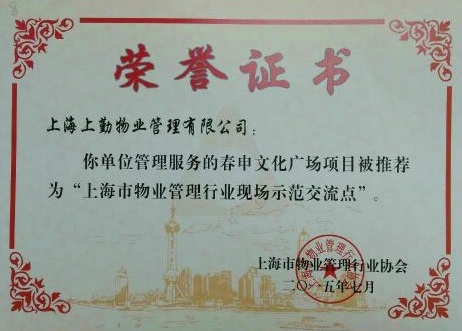 荣誉证书
上海上勤物业管理有限公司：
你单位管理服务的春申文化广场项目被推荐
为“上海市物业管理行业现场示范交流点”。
上海市物业管理行业协会
二〇一五年七月